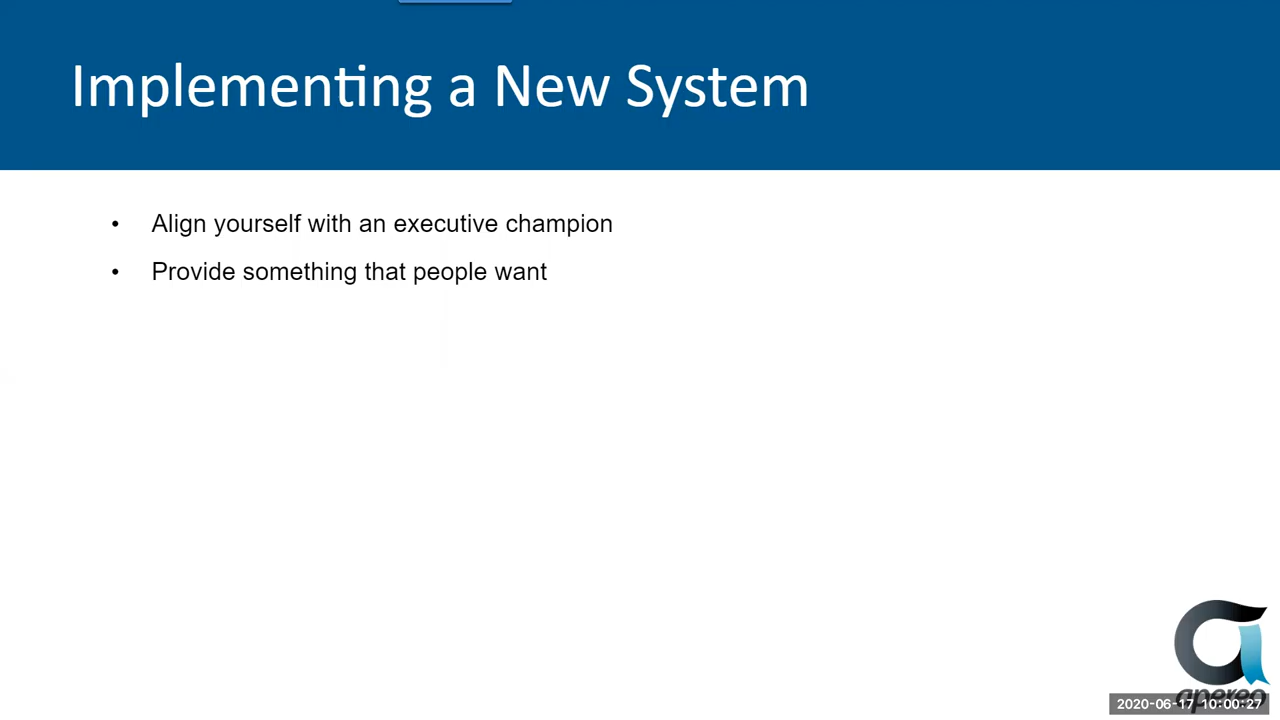 Implementing a New System
• Align yourself with an executive champion
• Provide something that people want
apereo
2020-06-17 10:00:27